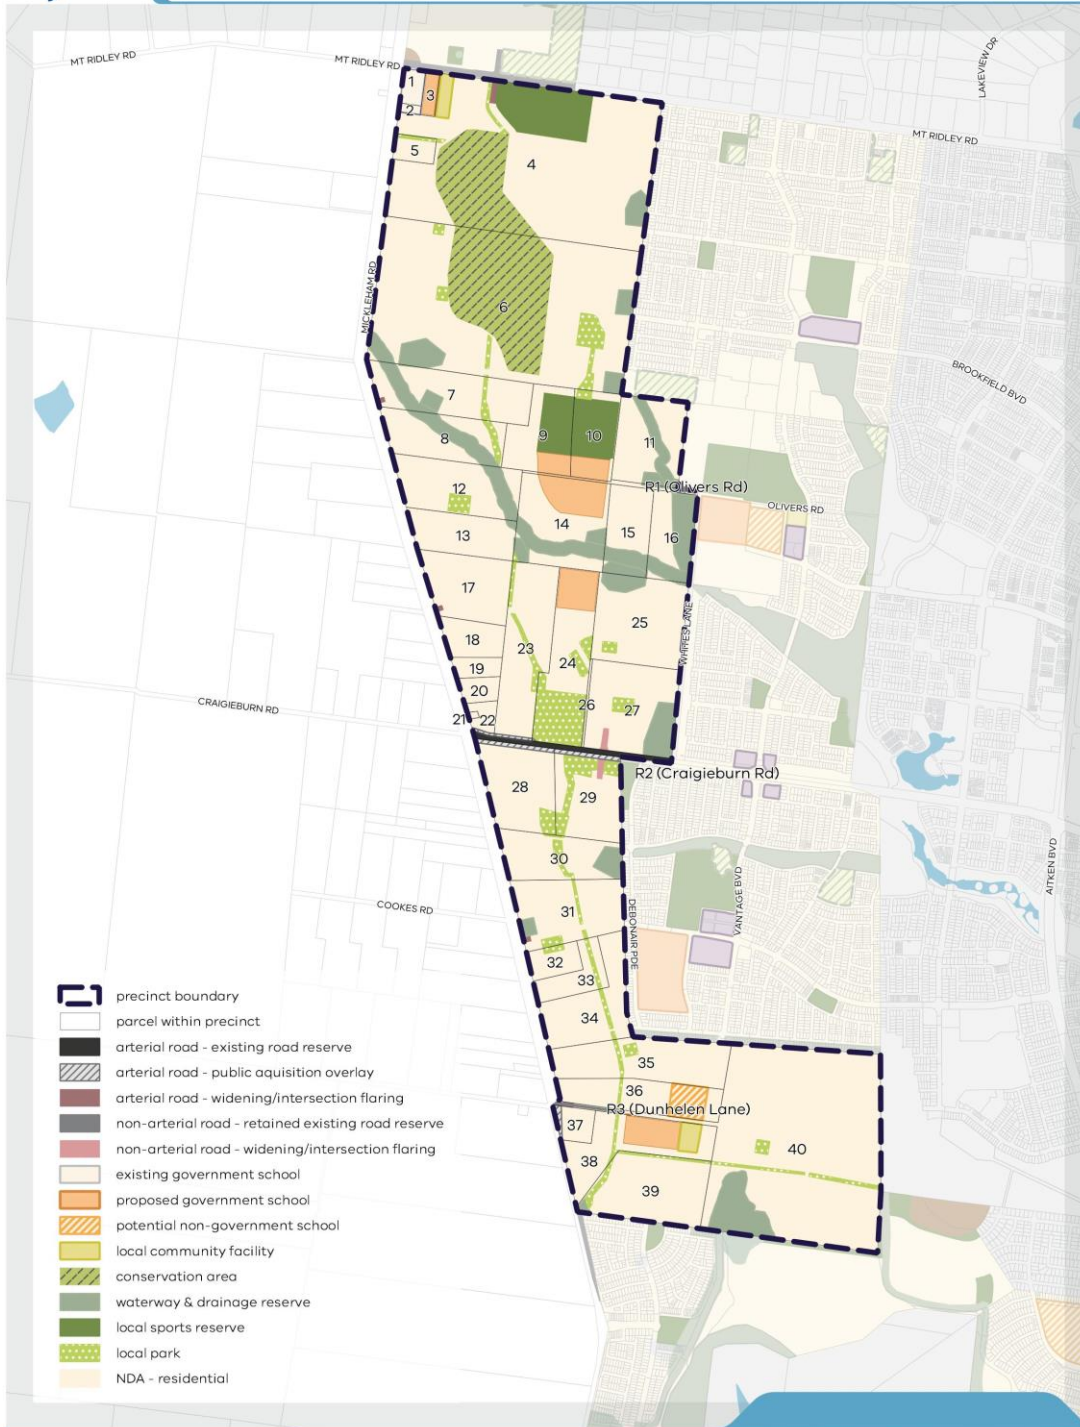 MT RIDLEY RD
MT RIDLEY RD
LAKEVIEW DR
MT RIDLEY RD
1
2
3
4
5
6
MICKLEHAM RD
BROOKFIELD BVD
7
8
9
10
11
R1 (Olivers Rd)
OLIVERS RD
12
13
14
15
16
17
18
19
20
21
22
23
24
25
26
27
WHITES LANE
CRAIGIEBURN RD
R2 (Craigieburn Rd)
28
29
30
31
32
33
34
35
36
R3 (Dunhelen Lane)
37
38
39
40
COOKES RD
DEBONAIR PDE
VANTAGE BVD
AITKEN BVD
precinct boundary
parcel within precinct
arterial road - existing road reserve
arterial road - public aquisition overlay
arterial road - widening/intersection flaring
non-arterial road - retained existing road reserve
non-arterial road - widening/intersection flaring
existing government school
proposed government school
potential non-government school
local community facility
conservation area
waterway & drainage reserve
local sports reserve
local park
NDA - residential